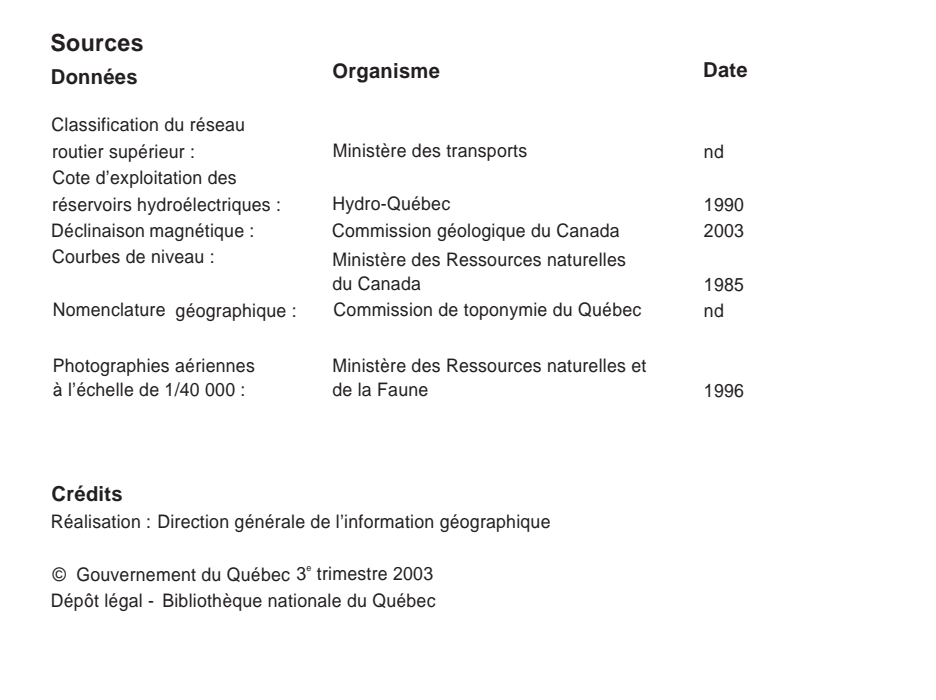 Sources
Données Organisme Date
Classification du réseau
routier supérieur : Ministère des transports nd
Cote d’exploitation des
réservoirs hydroélectriques : Hydro-Québec 1990
Déclinaison magnétique : Commission géologique du Canada 2003
Courbes de niveau : Ministère des Ressources naturelles
du Canada 1985
Nomenclature géographique : Commission de toponymie du Québec nd
Photographies aériennes Ministère des Ressources naturelles et
à l’échelle de 1/40 000 : de la Faune 1996
Crédits
Réalisation : Direction générale de l’information géographique
© Gouvernement du Québec 3e trimestre 2003
Dépôt légal - Bibliothèque nationale du Québec